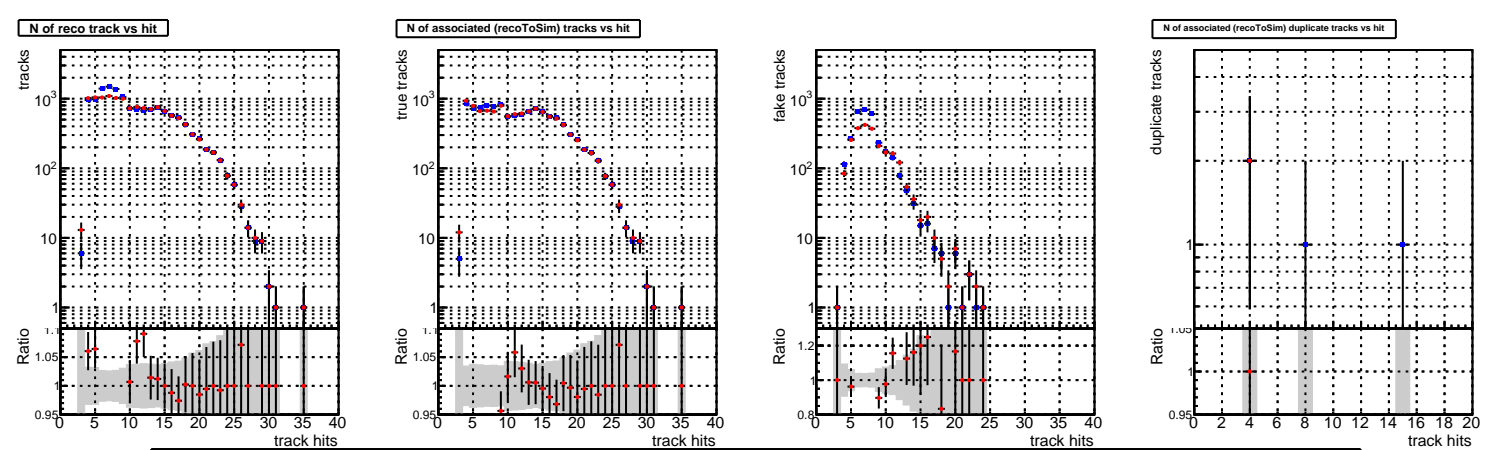 N of reco track vs hit
tracks
10³
10²
10
1
Ratio
1.1
1.05
1
0.95
0 5 10 15 20 25 30 35 40
track hits
N of associated (recoToSim) tracks vs hit
true tracks
10³
10²
10
1
Ratio
1.1
1.05
1
0.95
0 5 10 15 20 25 30 35 40
track hits
fake tracks
10³
10²
10
1
Ratio
1.2
1
0.8
0 5 10 15 20 25 30 35 40
track hits
N of associated (recoToSim) duplicate tracks vs hit
duplicate tracks
1
Ratio
1.05
1
0.95
0 2 4 6 8 10 12 14 16 18 20
track hits